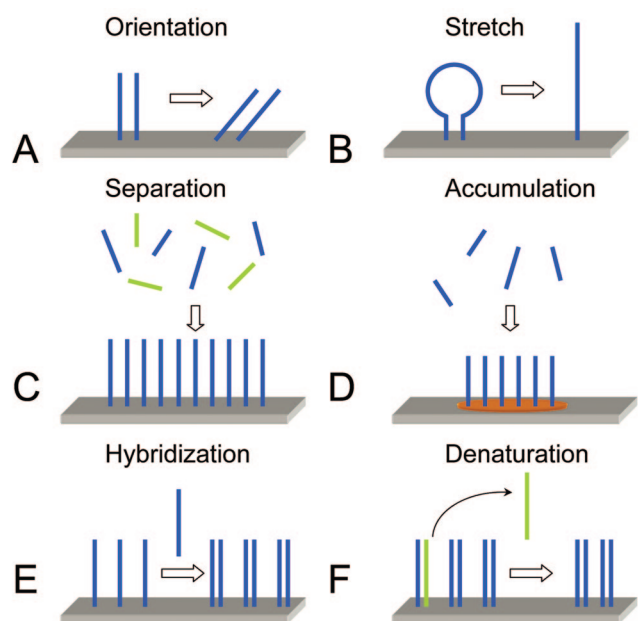 Orientation
A
Stretch
B
Separation
C
Accumulation
D
Hybridization
E
Denaturation
F